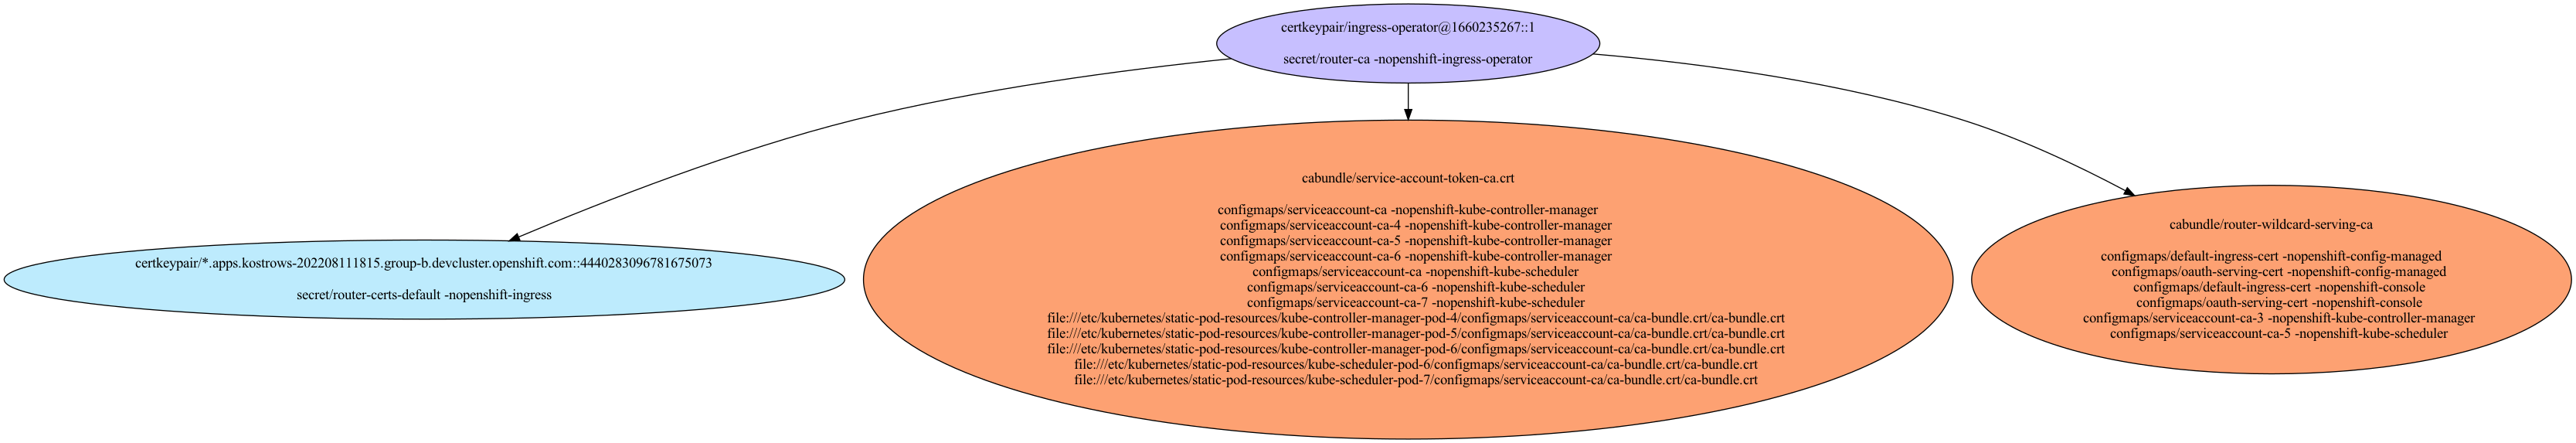 certkeypair/ingress-operator@1660235267::1
secret/router-ca -nopenshift-ingress-operator
certkeypair/*.apps.kostrows-202208111815.group-b.devcluster.openshift.com::4440283096781675073
secret/router-certs-default -nopenshift-ingress
cabundle/service-account-token-ca.crt
configmaps/serviceaccount-ca -nopenshift-kube-controller-manager
configmaps/serviceaccount-ca-4 -nopenshift-kube-controller-manager
configmaps/serviceaccount-ca-5 -nopenshift-kube-controller-manager
configmaps/serviceaccount-ca-6 -nopenshift-kube-controller-manager
configmaps/serviceaccount-ca -nopenshift-kube-scheduler
configmaps/serviceaccount-ca-6 -nopenshift-kube-scheduler
configmaps/serviceaccount-ca-7 -nopenshift-kube-scheduler
file:///etc/kubernetes/static-pod-resources/kube-controller-manager-pod-4/configmaps/serviceaccount-ca/ca-bundle.crt/ca-bundle.crt
file:///etc/kubernetes/static-pod-resources/kube-controller-manager-pod-5/configmaps/serviceaccount-ca/ca-bundle.crt/ca-bundle.crt
file:///etc/kubernetes/static-pod-resources/kube-controller-manager-pod-6/configmaps/serviceaccount-ca/ca-bundle.crt/ca-bundle.crt
file:///etc/kubernetes/static-pod-resources/kube-scheduler-pod-6/configmaps/serviceaccount-ca/ca-bundle.crt/ca-bundle.crt
file:///etc/kubernetes/static-pod-resources/kube-scheduler-pod-7/configmaps/serviceaccount-ca/ca-bundle.crt/ca-bundle.crt
cabundle/router-wildcard-serving-ca
configmaps/default-ingress-cert -nopenshift-config-managed
configmaps/oauth-serving-cert -nopenshift-config-managed
configmaps/default-ingress-cert -nopenshift-console
configmaps/oauth-serving-cert -nopenshift-console
configmaps/serviceaccount-ca-3 -nopenshift-kube-controller-manager
configmaps/serviceaccount-ca-5 -nopenshift-kube-scheduler